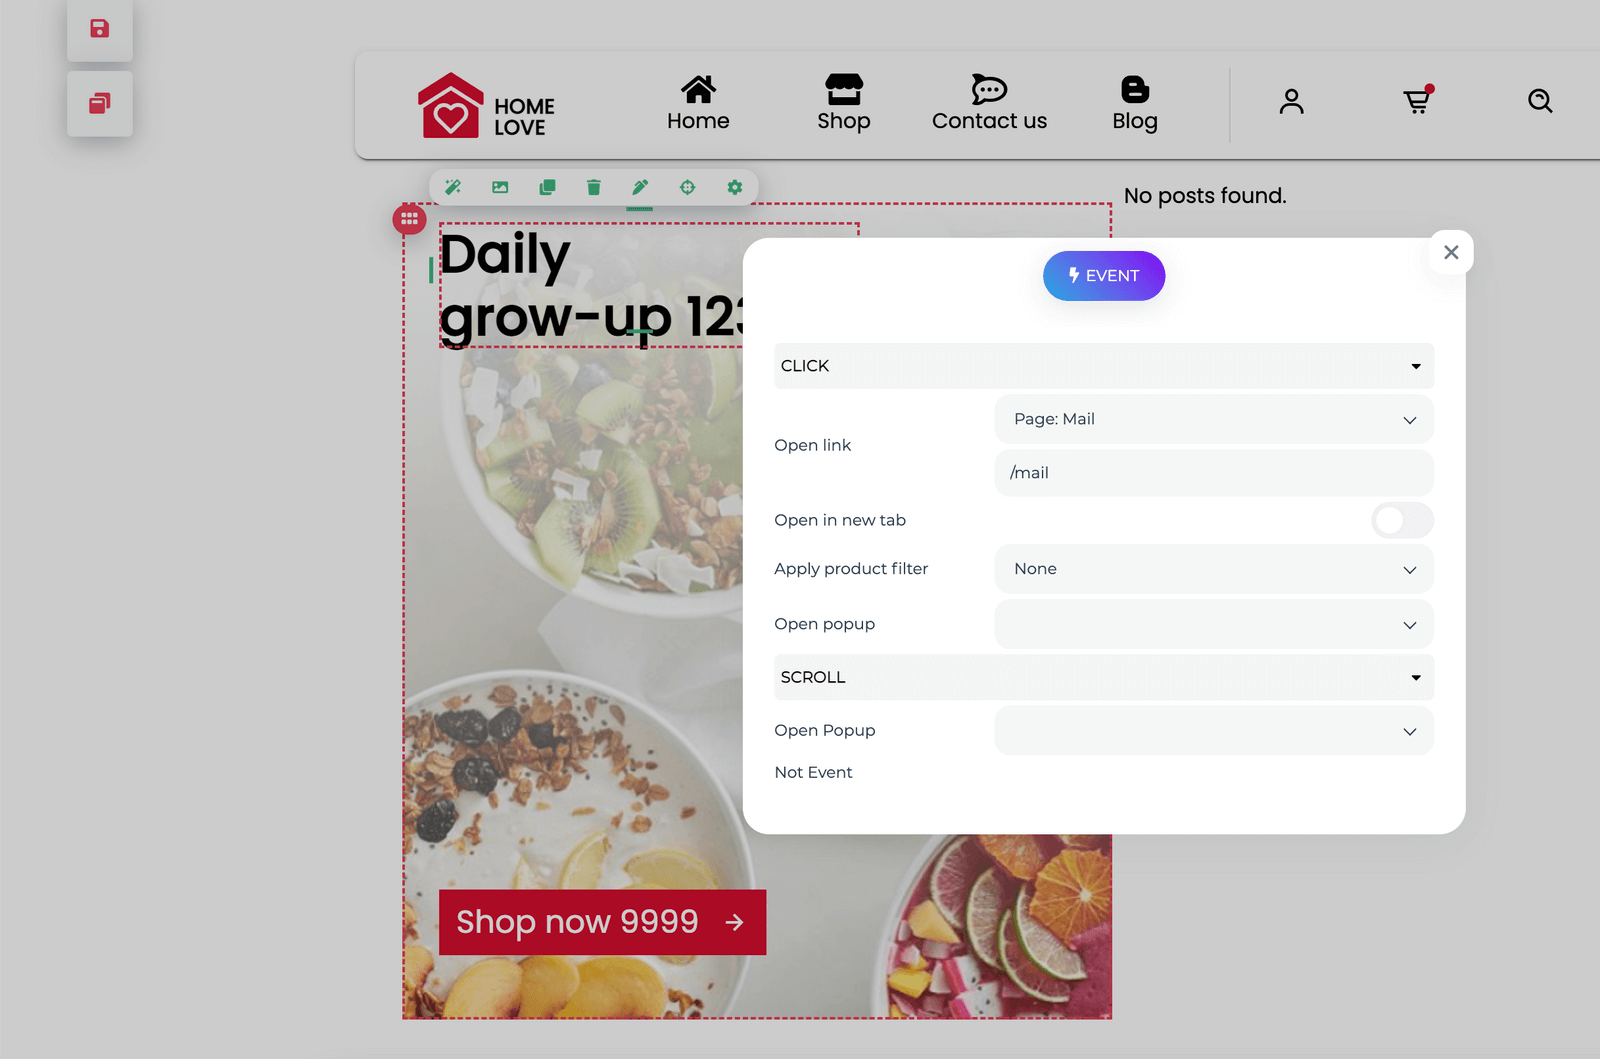 HOME
LOVE
Home
Shop
Contact us
Blog
No posts found.
Daily
grow-up 123
EVENT
CLICK
Open link
Page: Mail
/mail
Open in new tab
Apply product filter
None
Open popup
SCROLL
Open Popup
Not Event
Shop now 9999